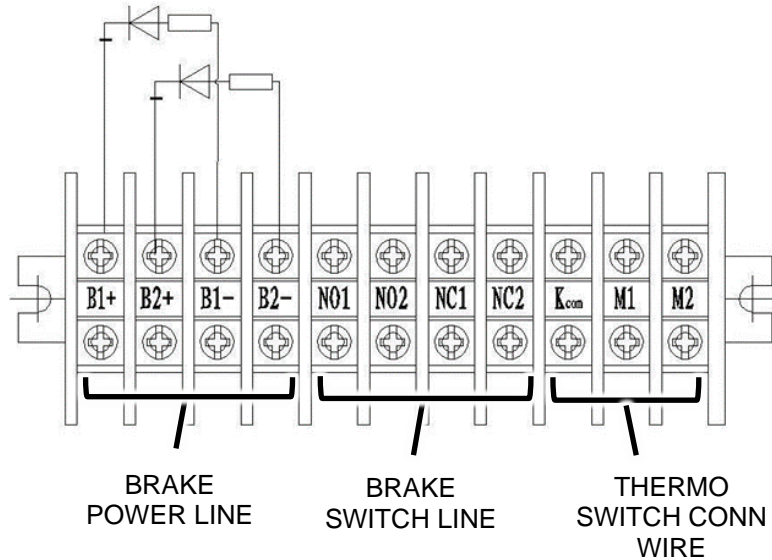 B1+ B2+ B1- B2- NO1 NO2 NC1 NC2 Kcom M1 M2
BRAKE
POWER LINE
BRAKE
SWITCH LINE
THERMO
SWITCH CONN
WIRE